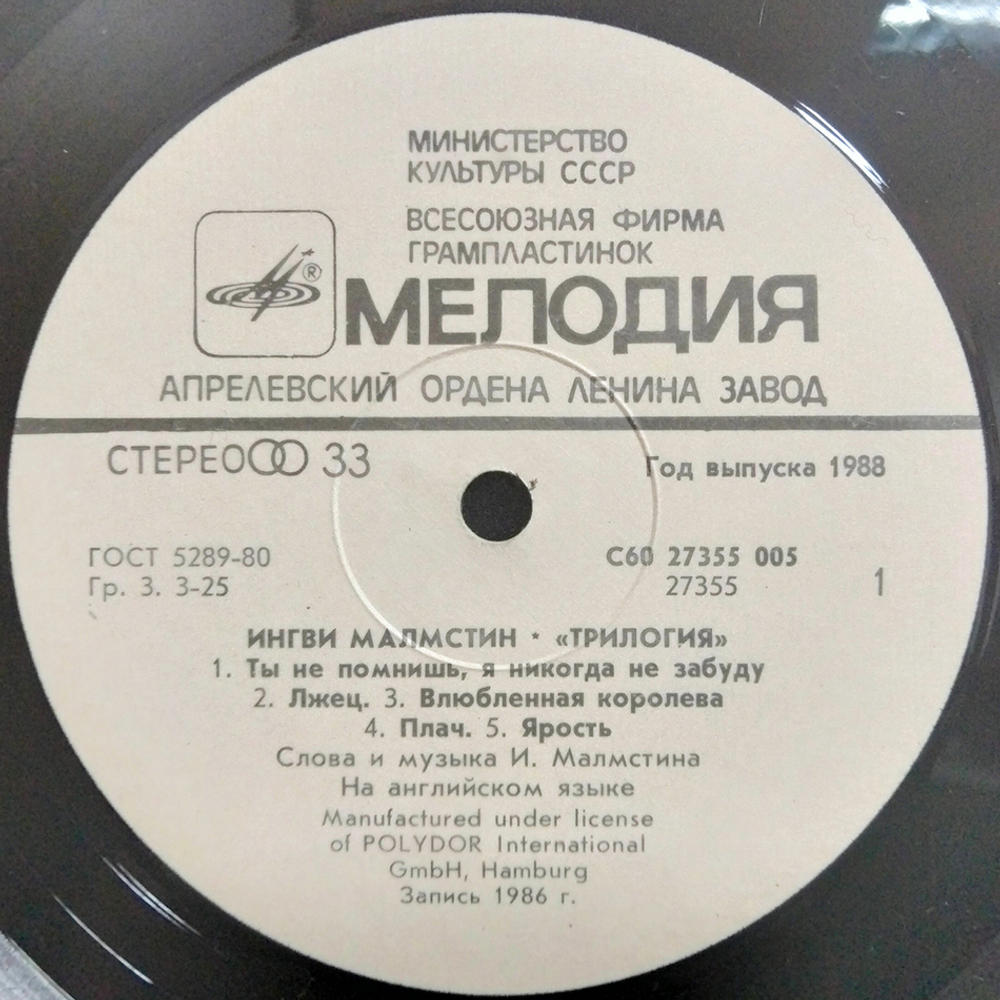 МИНИСТЕРСТВО
КУЛЬТУРЫ СССР
ВСЕСОЮЗНАЯ ФИРМА
ГРАМПЛАСТИНОК
®
МЕЛОДИЯ
АПРЕЛЕВСКИЙ ОРДЕНА ЛЕНИНА ЗАВОД
СТЕРЕО 33
Год выпуска 1988
ГОСТ 5289-80
Гр. 3. 3-25
С60 27355 005
27355
1
ИНГВИ МАЛМСТИН * «ТРИЛОГИЯ»
1. Ты не помнишь, я никогда не забуду
2. Лжец. 3. Влюбленная королева
4. Плач. 5. Ярость
Слова и музыка И. Малмстина
На английском языке
Manufactured under license
of POLYDOR International
GmbH, Hamburg
Запись 1986 г.